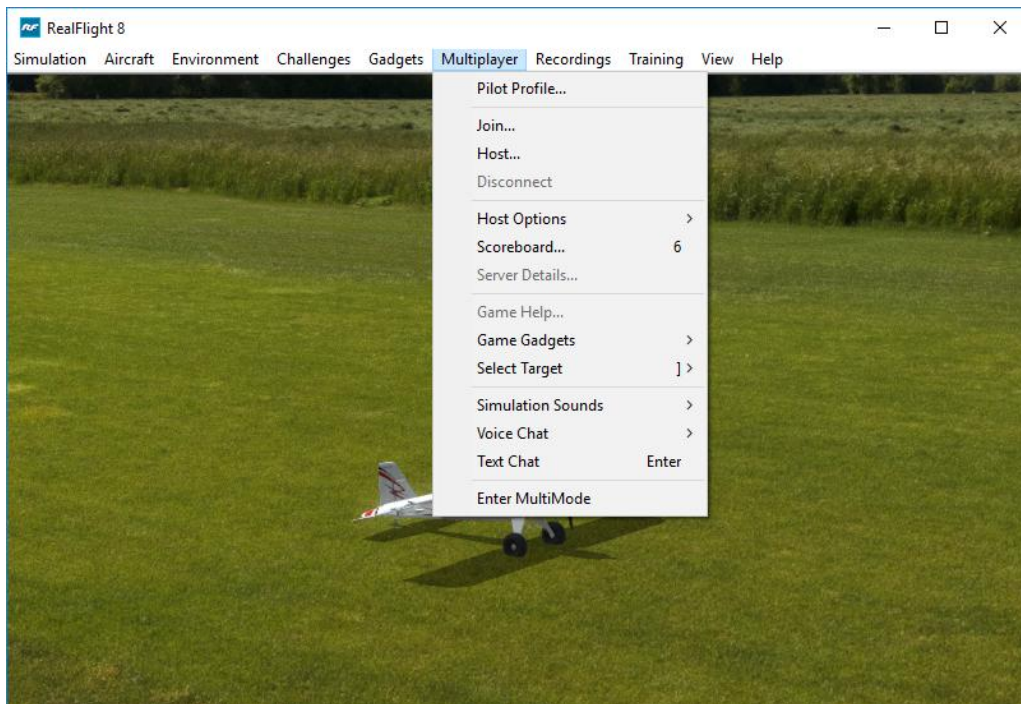 RF RealFlight 8
Simulation Aircraft Environment Challenges Gadgets Multiplayer Recordings Training View Help
Pilot Profile...
Join...
Host...
Disconnect
Host Options >
Scoreboard... 6
Server Details...
Game Help...
Game Gadgets >
Select Target ] >
Simulation Sounds >
Voice Chat >
Text Chat Enter
Enter MultiMode